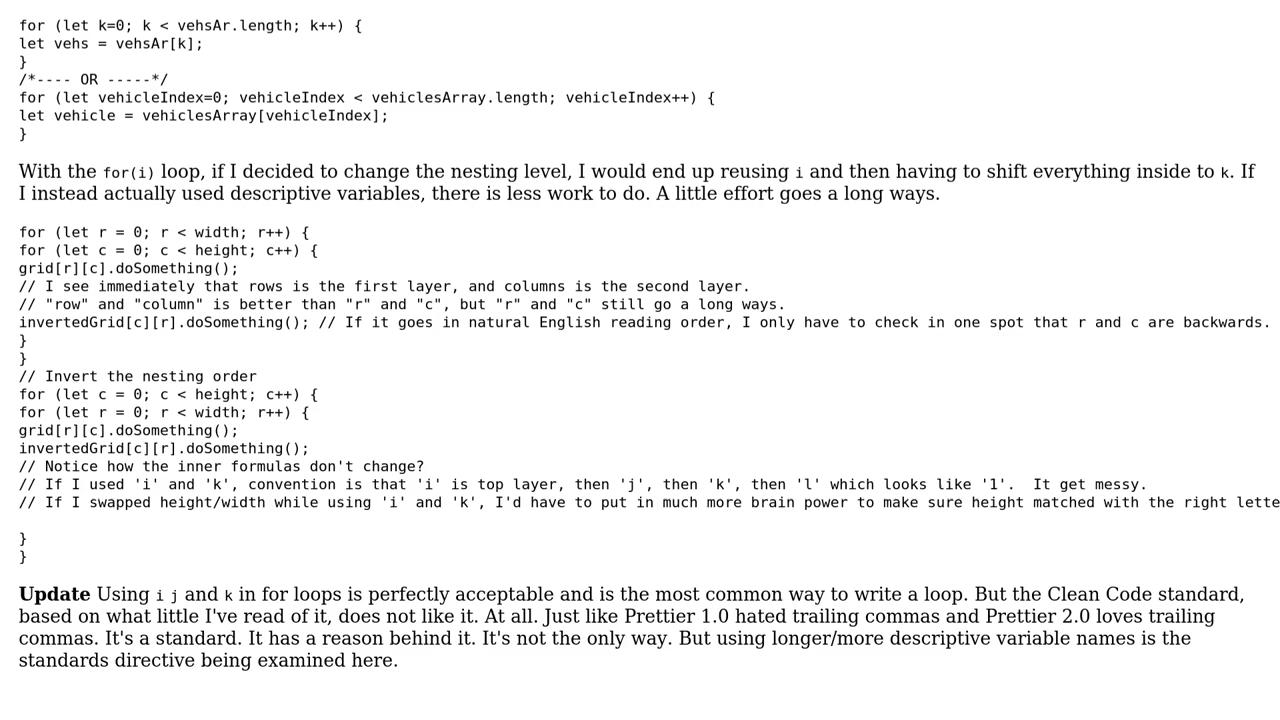 for (let k=0; k < vehsAr.length; k++) {
let vehs = vehsAr[k];
}
/*---- OR -----*/
for (let vehicleIndex=0; vehicleIndex < vehiclesArray.length; vehicleIndex++) {
let vehicle = vehiclesArray[vehicleIndex];
}
With the for(i) loop, if I decided to change the nesting level, I would end up reusing i and then having to shift everything inside to k. If
I instead actually used descriptive variables, there is less work to do. A little effort goes a long ways.
for (let r = 0; r < width; r++) {
for (let c = 0; c < height; c++) {
grid[r][c].doSomething();
// I see immediately that rows is the first layer, and columns is the second layer.
// "row" and "column" is better than "r" and "c", but "r" and "c" still go a long ways.
invertedGrid[c][r].doSomething(); // If it goes in natural English reading order, I only have to check in one spot that r and c are backwards.
}
}
// Invert the nesting order
for (let c = 0; c < height; c++) {
for (let r = 0; r < width; r++) {
grid[r][c].doSomething();
invertedGrid[c][r].doSomething();
// Notice how the inner formulas don't change?
// If I used 'i' and 'k', convention is that 'i' is top layer, then 'j', then 'k', then 'l' which looks like '1'.  It get messy.
// If I swapped height/width while using 'i' and 'k', I'd have to put in much more brain power to make sure height matched with the right lette
}
}
Update Using i j and k in for loops is perfectly acceptable and is the most common way to write a loop. But the Clean Code standard,
based on what little I've read of it, does not like it. At all. Just like Prettier 1.0 hated trailing commas and Prettier 2.0 loves trailing
commas. It's a standard. It has a reason behind it. It's not the only way. But using longer/more descriptive variable names is the
standards directive being examined here.